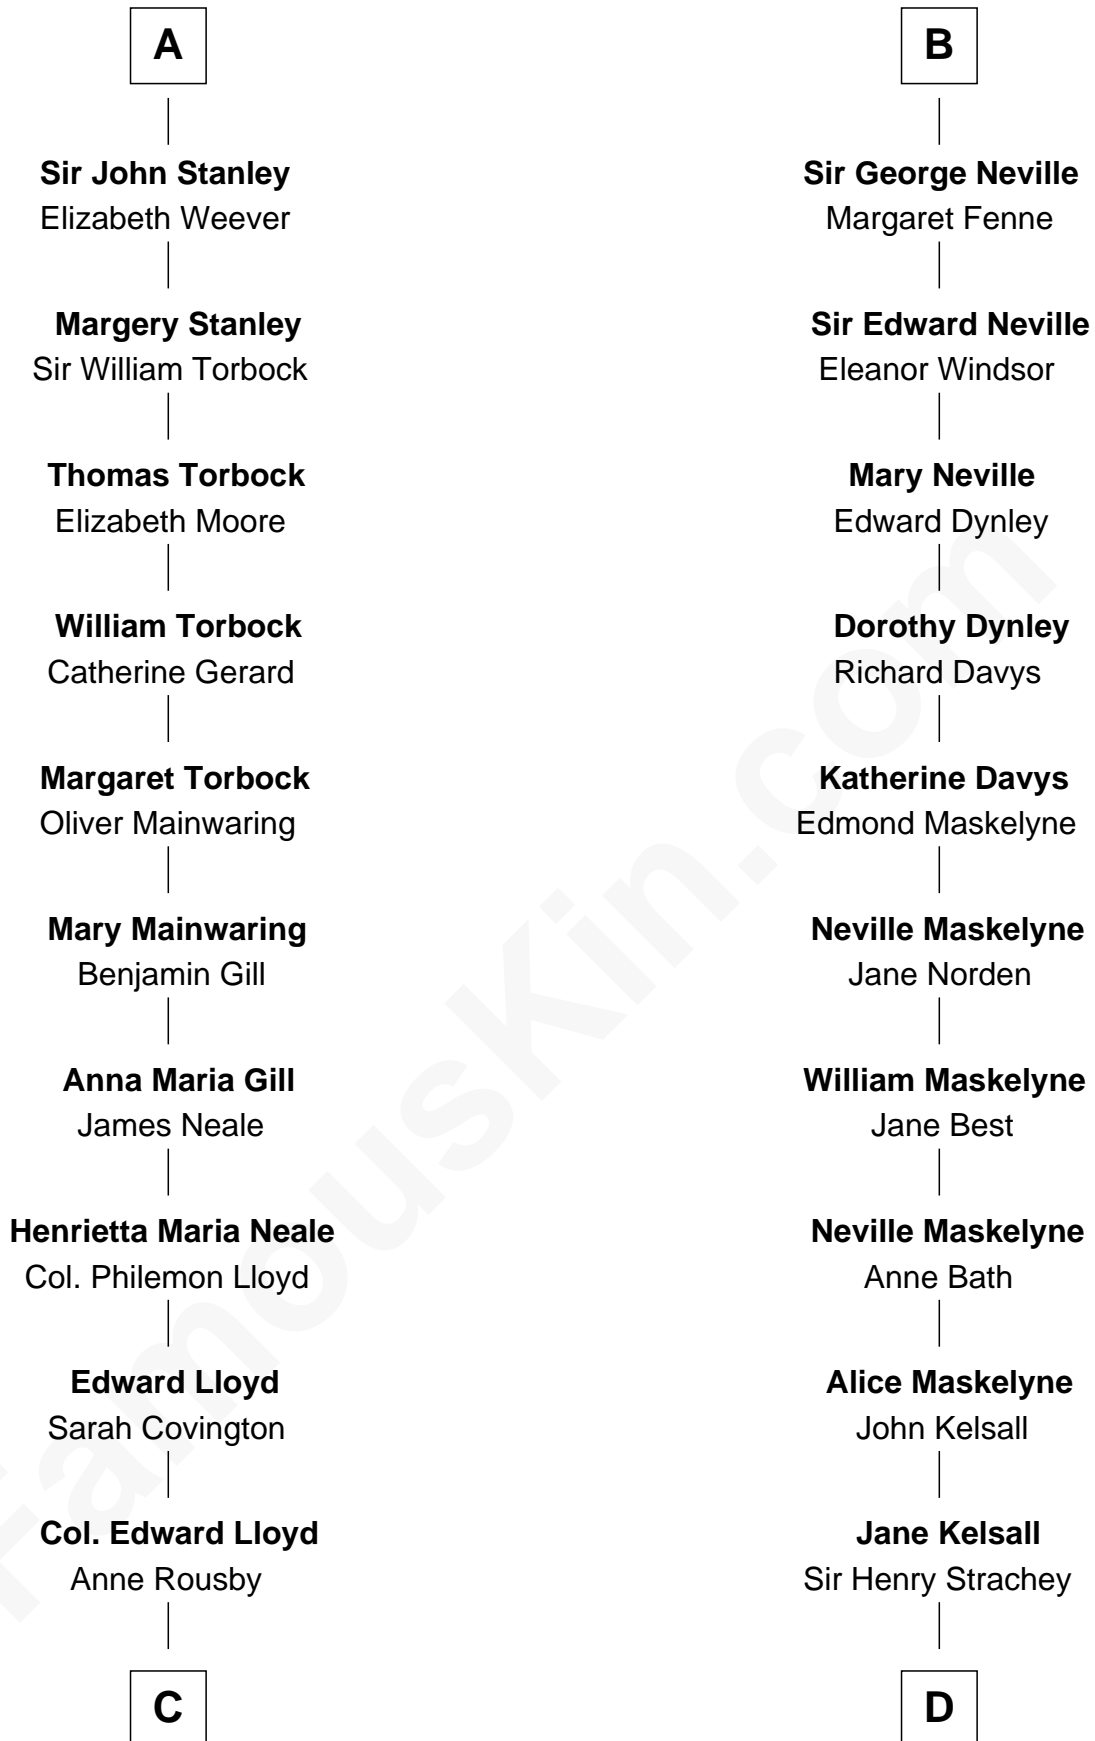 A
Sir John Stanley
Elizabeth Weever
Margery Stanley
Sir William Torbock
Thomas Torbock
Elizabeth Moore
William Torbock
Catherine Gerard
Margaret Torbock
Oliver Mainwaring
Mary Mainwaring
Benjamin Gill
Anna Maria Gill
James Neale
Henrietta Maria Neale
Col. Philemon Lloyd
Edward Lloyd
Sarah Covington
Col. Edward Lloyd
Anne Rousby
C
B
Sir George Neville
Margaret Fenne
Sir Edward Neville
Eleanor Windsor
Mary Neville
Edward Dynley
Dorothy Dynley
Richard Davys
Katherine Davys
Edmond Maskelyne
Neville Maskelyne
Jane Norden
William Maskelyne
Jane Best
Neville Maskelyne
Anne Bath
Alice Maskelyne
John Kelsall
Jane Kelsall
Sir Henry Strachey
D
FamousKin.com